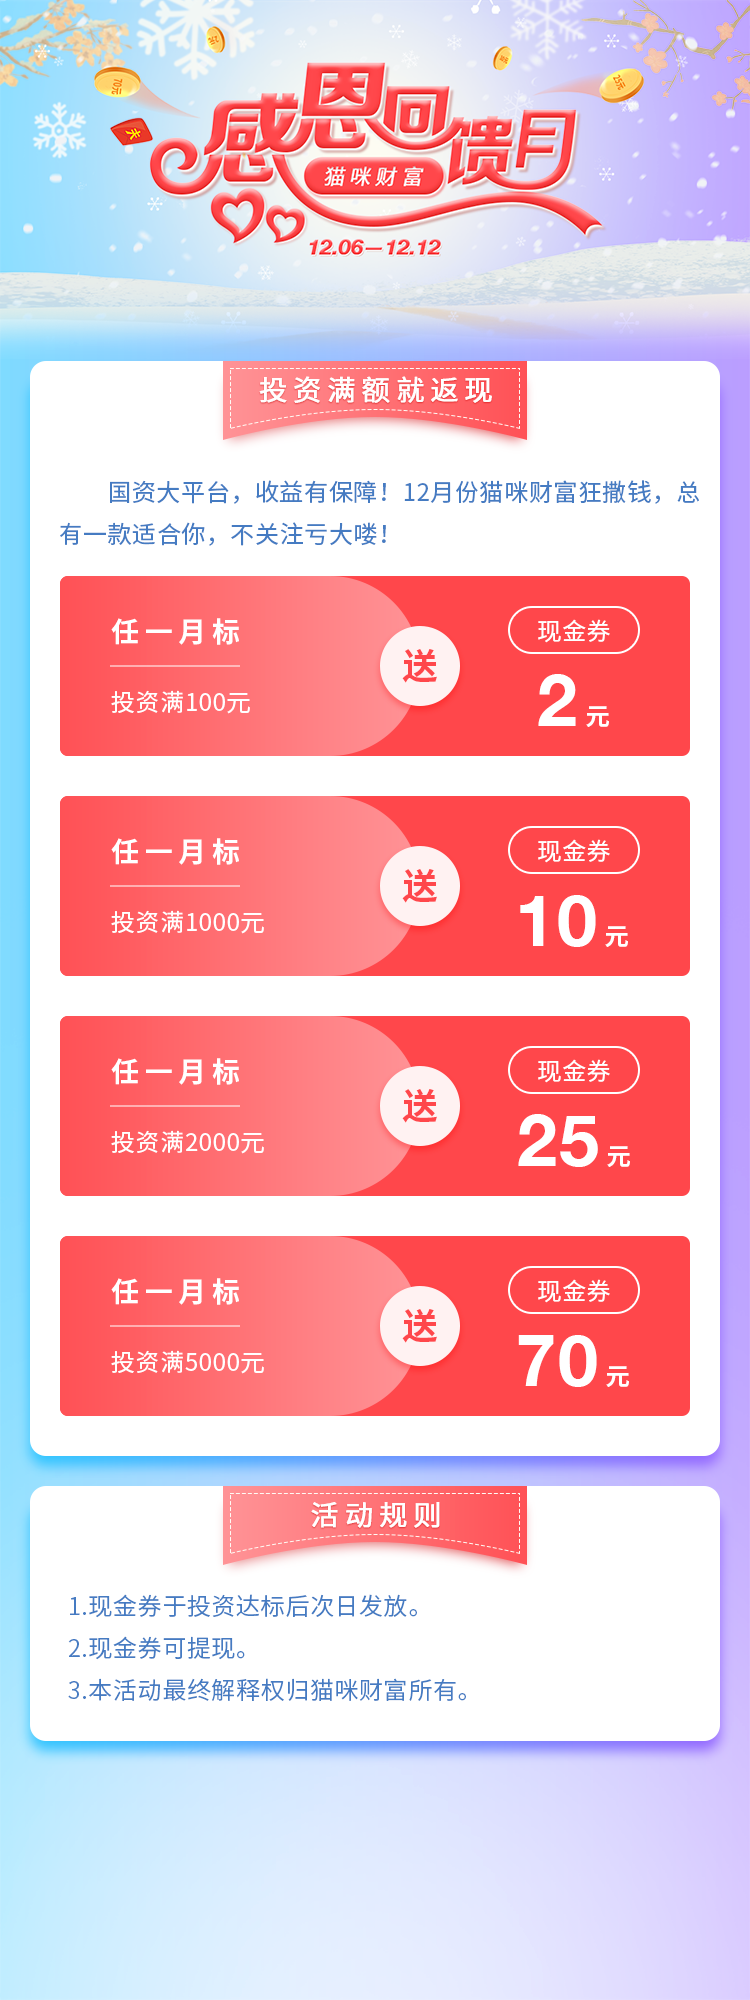 70元
2元
25元
感恩回馈月
猫咪财富
12.06—12.12
投资满额就返现
国资大平台，收益有保障！12月份猫咪财富狂撒钱，总
有一款适合你，不关注亏大喽！
任一月标
投资满100元
送
现金券
2元
任一月标
投资满1000元
送
现金券
10元
任一月标
投资满2000元
送
现金券
25元
任一月标
投资满5000元
送
现金券
70元
活动规则
1.现金券于投资达标后次日发放。
2.现金券可提现。
3.本活动最终解释权归猫咪财富所有。